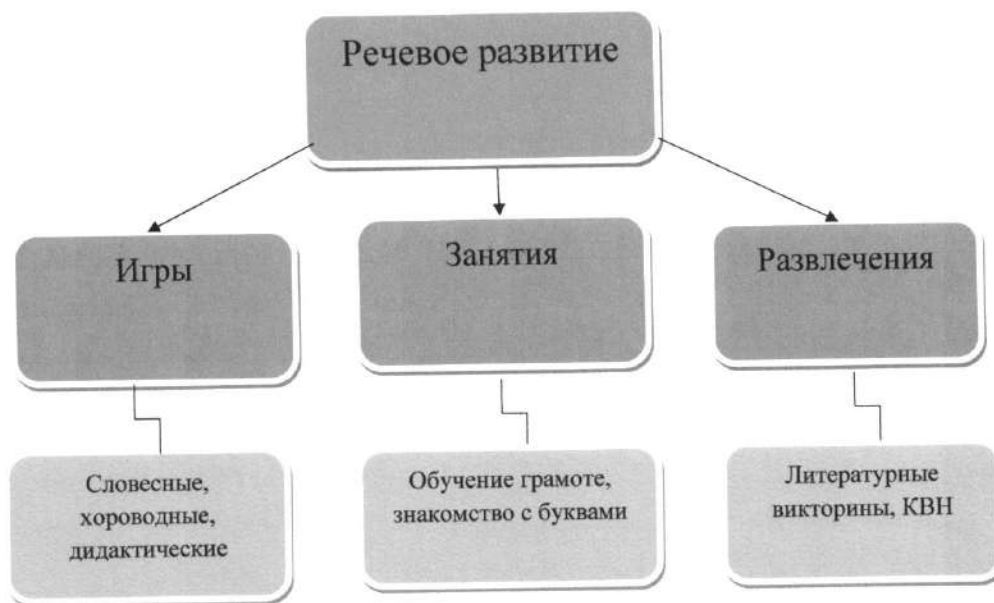 Речевое развитие
Игры
Занятия
Развлечения
Словесные,
хороводные,
дидактические
Обучение грамоте,
знакомство с буквами
Литературные
викторины, КВН